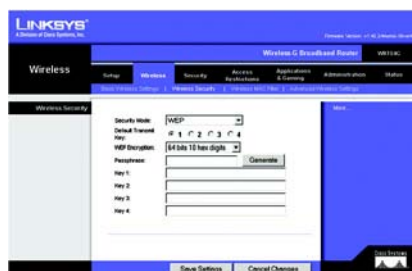 LINKSYS®
A Division of Cisco Systems, Inc.
Wireless-G Broadband Router
Wireless
Setup Wireless Security Access Restrictions Applications & Gaming Administration Status
Basic Wireless Settings | Wireless Security | Wireless MAC Filter | Advanced Wireless Settings
Wireless Security
More...
Security Mode: WEP
Default Transmit Key: 1 2 3 4
WEP Encryption: 64 bits 10 hex digits
Passphrase: Generate
Key 1:
Key 2:
Key 3:
Key 4:
Save Settings Cancel Changes
CISCO SYSTEMS